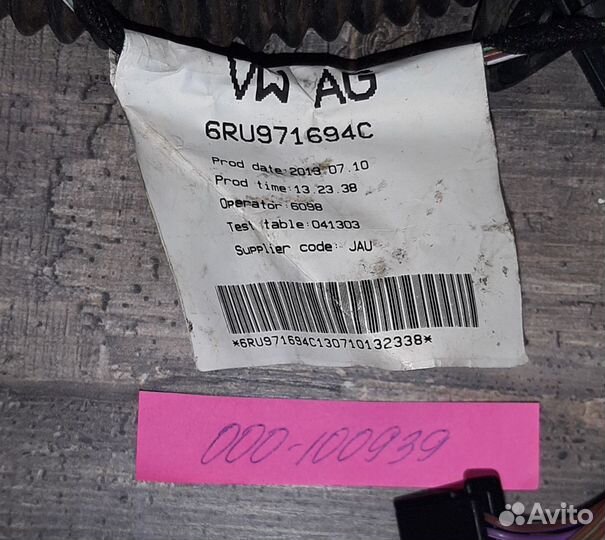 VW AG
6RU971694C
Prod date:2013.07.10
Prod time:13.23.38
Operator:6098
Test table:041303
Supplier code: JAU
*6RU971694C130710132338*
000-100939
Avito